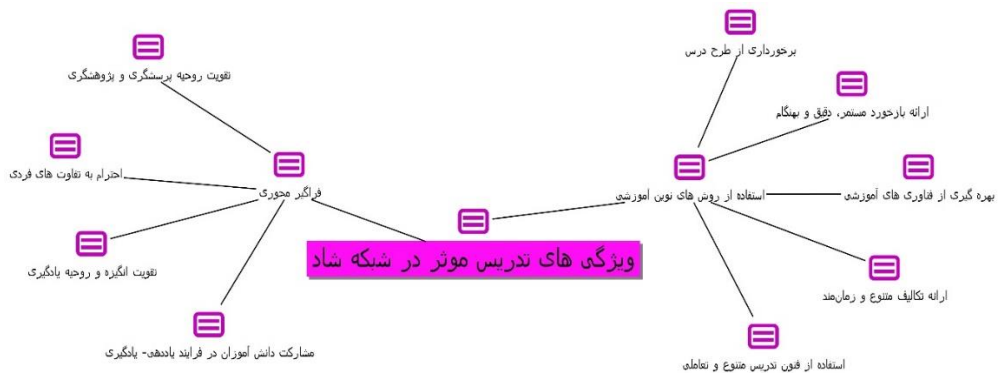 برخورداری از طرح درس
تقویت روحیه پرسشگری و پژوهشگری
ارائه بازخورد مستمر، دقیق و بهنگام
احترام به تفاوت های فردی
فراگیر محوری
استفاده از روش های نوین آموزشی
بهره گیری از فناوری های آموزشی
ویژگی های تدریس موثر در شبکه شاد
تقویت انگیزه و روحیه یادگیری
ارائه تکالیف متنوع و زمان‌مند
مشارکت دانش آموزان در فرایند یاددهی- یادگیری
استفاده از فنون تدریس متنوع و تعاملی